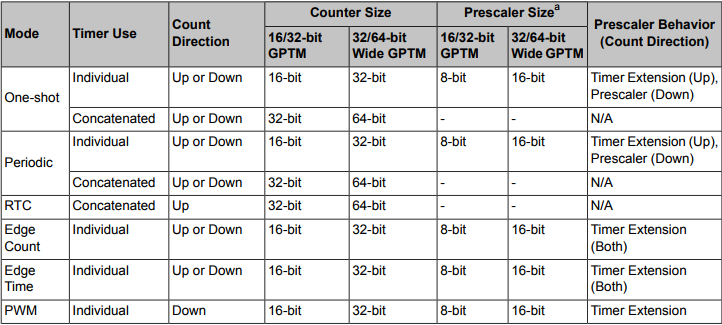 Mode Timer Use Count Direction Counter Size Prescaler Sizea Prescaler Behavior (Count Direction)
16/32-bit GPTM 32/64-bit Wide GPTM 16/32-bit GPTM 32/64-bit Wide GPTM
One-shot Individual Up or Down 16-bit 32-bit 8-bit 16-bit Timer Extension (Up), Prescaler (Down)
Concatenated Up or Down 32-bit 64-bit - - N/A
Periodic Individual Up or Down 16-bit 32-bit 8-bit 16-bit Timer Extension (Up), Prescaler (Down)
Concatenated Up or Down 32-bit 64-bit - - N/A
RTC Concatenated Up 32-bit 64-bit - - N/A
Edge Count Individual Up or Down 16-bit 32-bit 8-bit 16-bit Timer Extension (Both)
Edge Time Individual Up or Down 16-bit 32-bit 8-bit 16-bit Timer Extension (Both)
PWM Individual Down 16-bit 32-bit 8-bit 16-bit Timer Extension